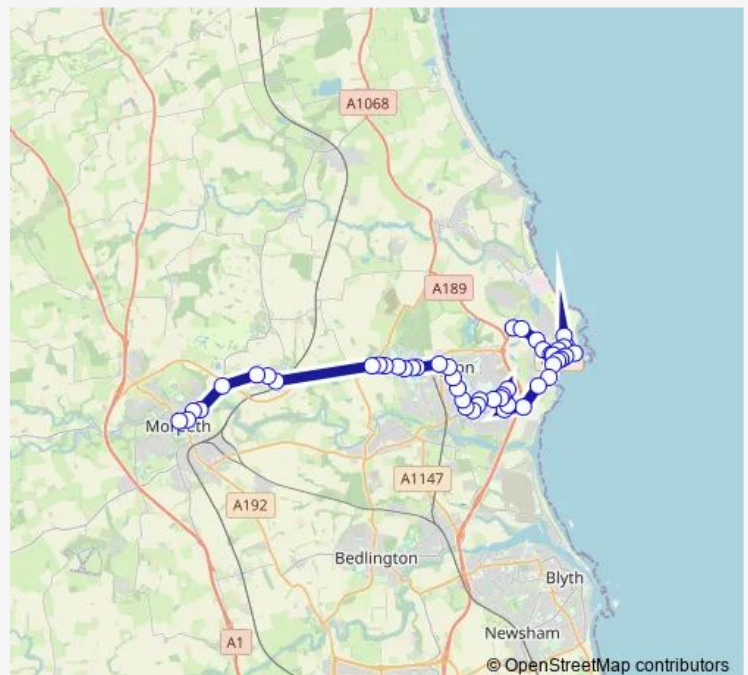 A1068
A189
Morpeth
A1147
A192
Bedlington
Blyth
A1
Newsham
© OpenStreetMap contributors